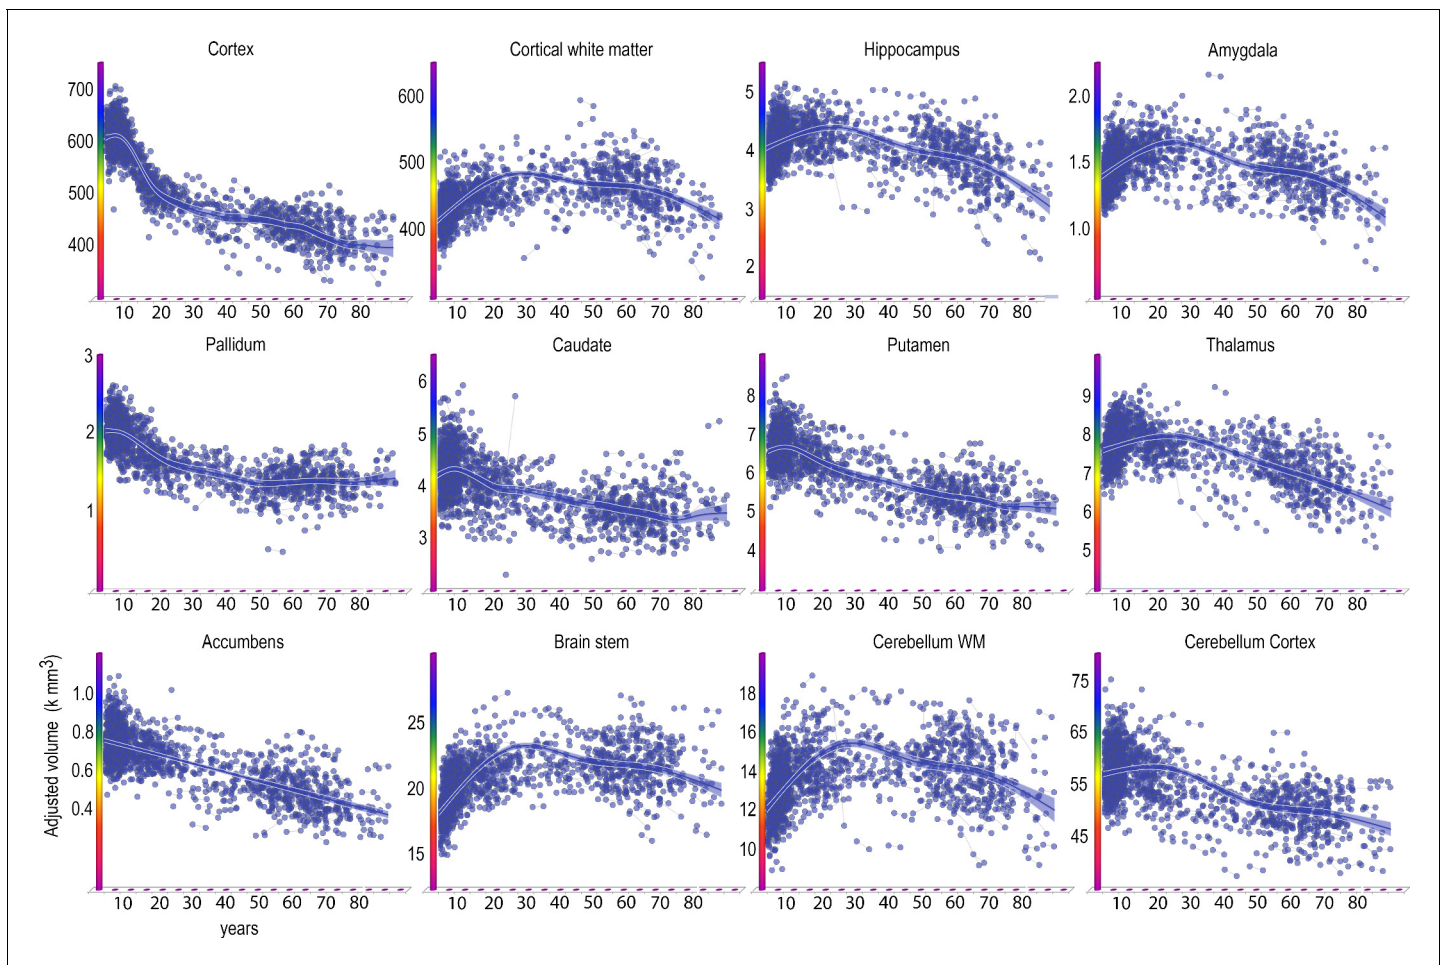 Cortex
Cortical white matter
Hippocampus
Amygdala
700
600
500
400
10 20 30 40 50 60 70 80
600
500
400
10 20 30 40 50 60 70 80
5
4
3
2
10 20 30 40 50 60 70 80
2.0
1.5
1.0
10 20 30 40 50 60 70 80
Pallidum
Caudate
Putamen
Thalamus
3
2
1
10 20 30 40 50 60 70 80
6
5
4
3
10 20 30 40 50 60 70 80
8
7
6
5
4
10 20 30 40 50 60 70 80
9
8
7
6
5
10 20 30 40 50 60 70 80
Accumbens
Brain stem
Cerebellum WM
Cerebellum Cortex
Adjusted volume (k mm³)
1.0
0.8
0.6
0.4
10 20 30 40 50 60 70 80
years
25
20
15
10 20 30 40 50 60 70 80
18
16
14
12
10
10 20 30 40 50 60 70 80
75
65
55
45
10 20 30 40 50 60 70 80